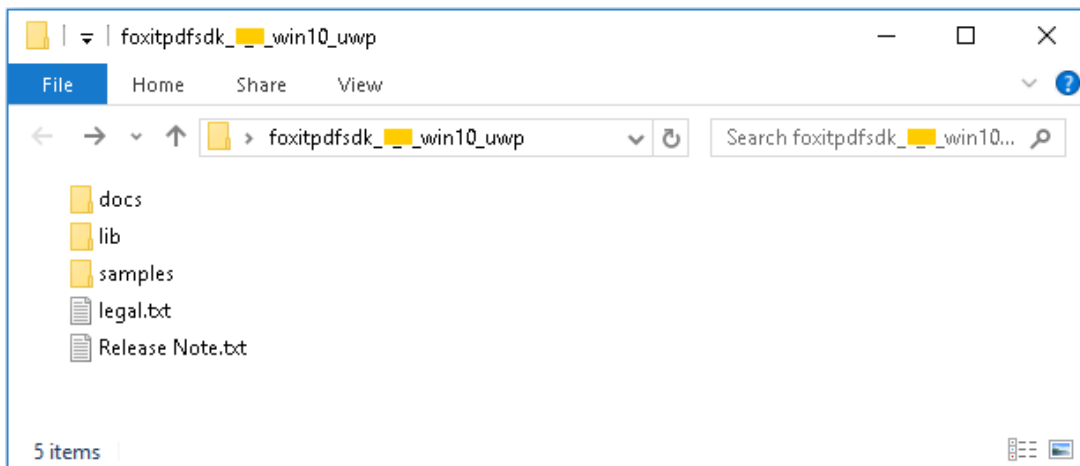 foxitpdfsdk_ _ _win10_uwp
File Home Share View ?
foxitpdfsdk_ _ _win10_uwp Search foxitpdfsdk_ _ _win10...
docs
lib
samples
legal.txt
Release Note.txt
5 items